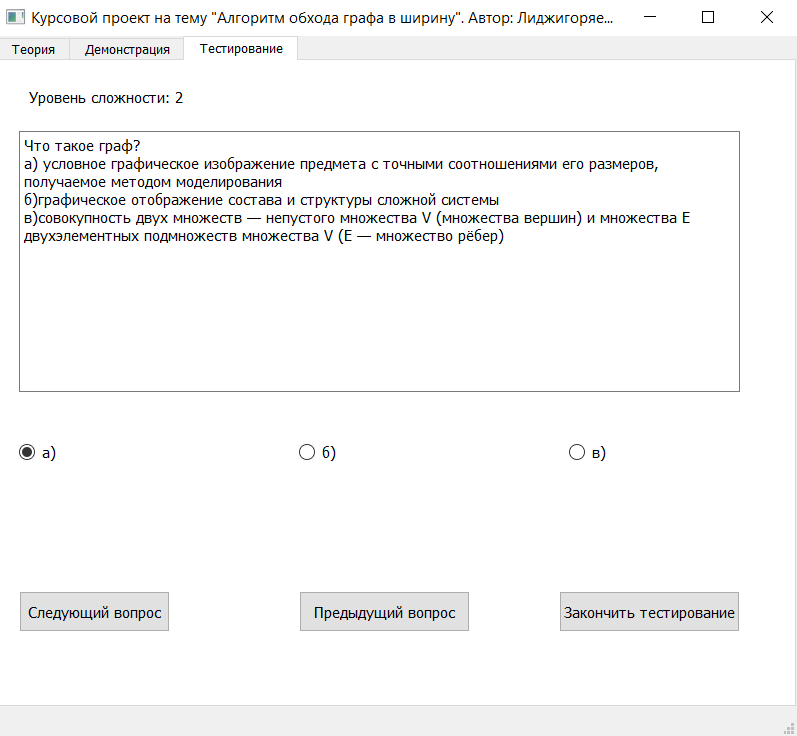 Курсовой проект на тему "Алгоритм обхода графа в ширину". Автор: Лиджигоряе...
Теория Демонстрация Тестирование
Уровень сложности: 2
Что такое граф?
а) условное графическое изображение предмета с точными соотношениями его размеров,
получаемое методом моделирования
б)графическое отображение состава и структуры сложной системы
в)совокупность двух множеств — непустого множества V (множества вершин) и множества E
двухэлементных подмножеств множества V (E — множество рёбер)
а) б) в)
Следующий вопрос Предыдущий вопрос Закончить тестирование